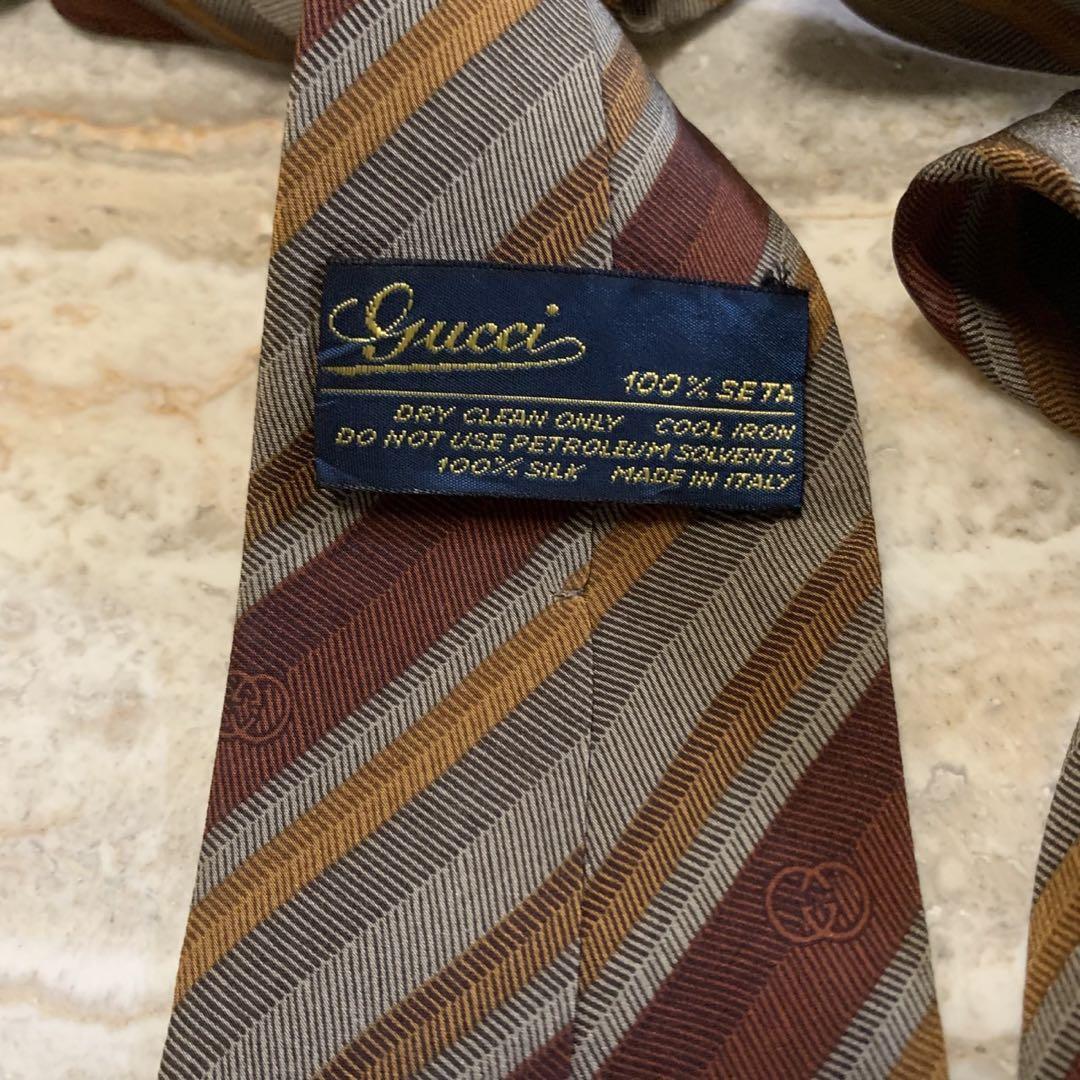 Gucci
100% SETA
DRY CLEAN ONLY COOL IRON
DO NOT USE PETROLEUM SOLVENTS
100% SILK MADE IN ITALY